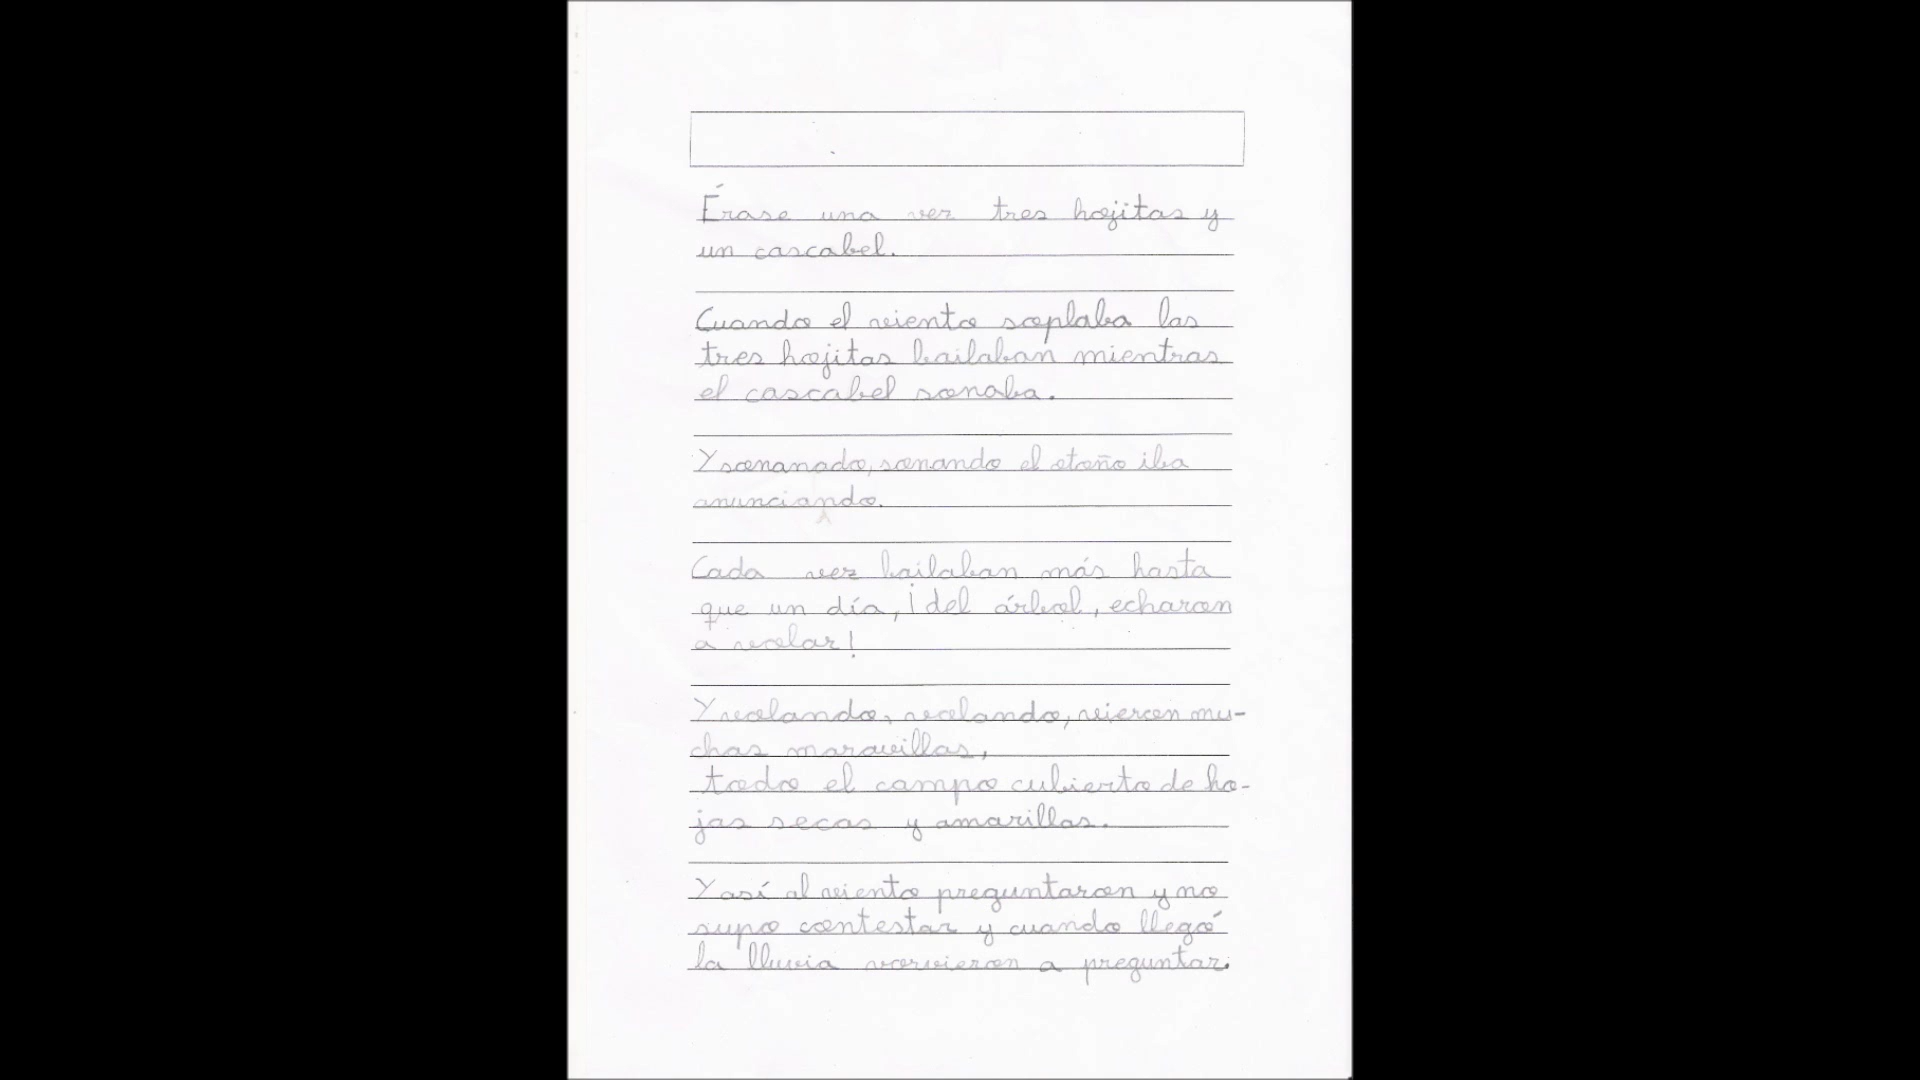 Érase una vez tres hojitas y
un cascabel.
Cuando el viento soplaba las
tres hojitas bailaban mientras
el cascabel sonaba.
Y sonanado, sonando el otoño iba
anunciando.
Cada vez bailaban más hasta
que un día, ¡del árbol, echaron
a volar!
Y volando, volando, vieron mu-
chas maravillas,
todo el campo cubierto de ho-
jas secas y amarillas.
Y así al viento preguntaron y no
supo contestar y cuando llegó
la lluvia vorvieron a preguntar.